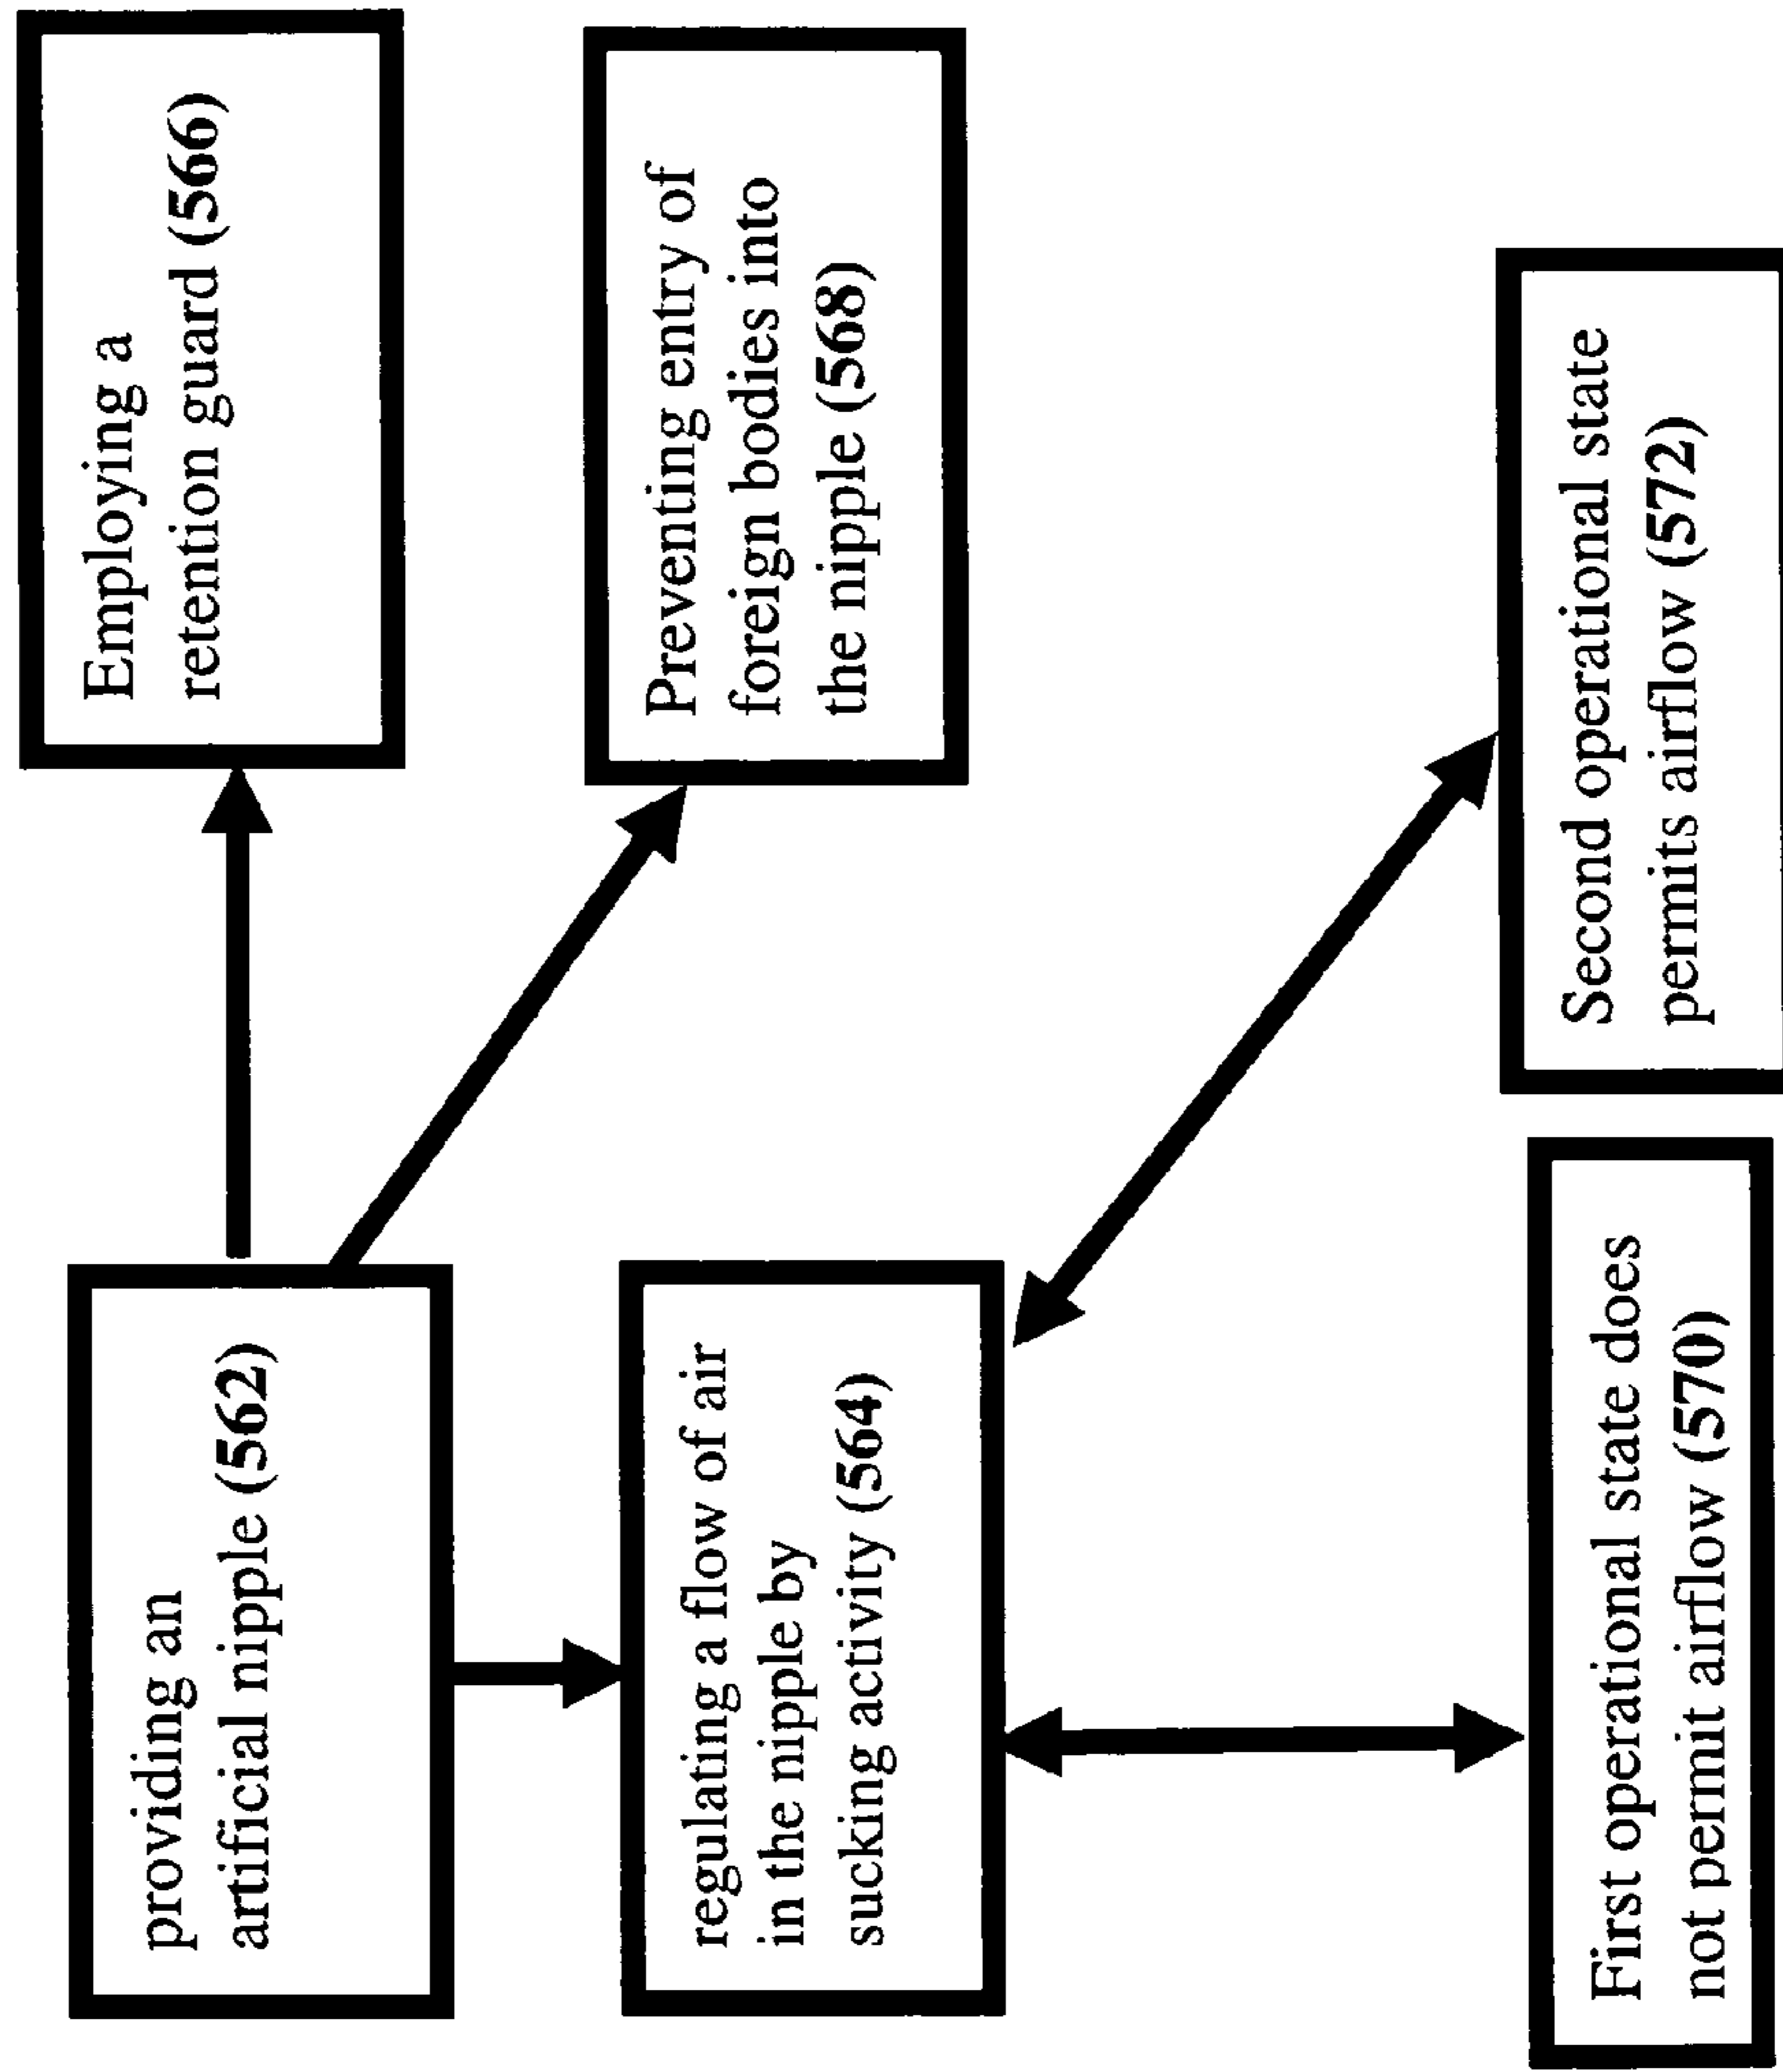 providing an
artificial nipple (562)
Employing a
retention guard (566)
regulating a flow of air
in the nipple by
sucking activity (564)
Preventing entry of
foreign bodies into
the nipple (568)
First operational state does
not permit airflow (570)
Second operational state
permits airflow (572)